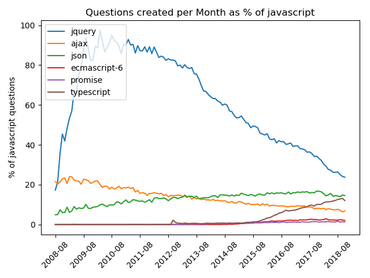 Questions created per Month as % of javascript
% of javascript questions
100
80
60
40
20
0
jquery
ajax
json
ecmascript-6
promise
typescript
2008-08
2009-08
2010-08
2011-08
2012-08
2013-08
2014-08
2015-08
2016-08
2017-08
2018-08